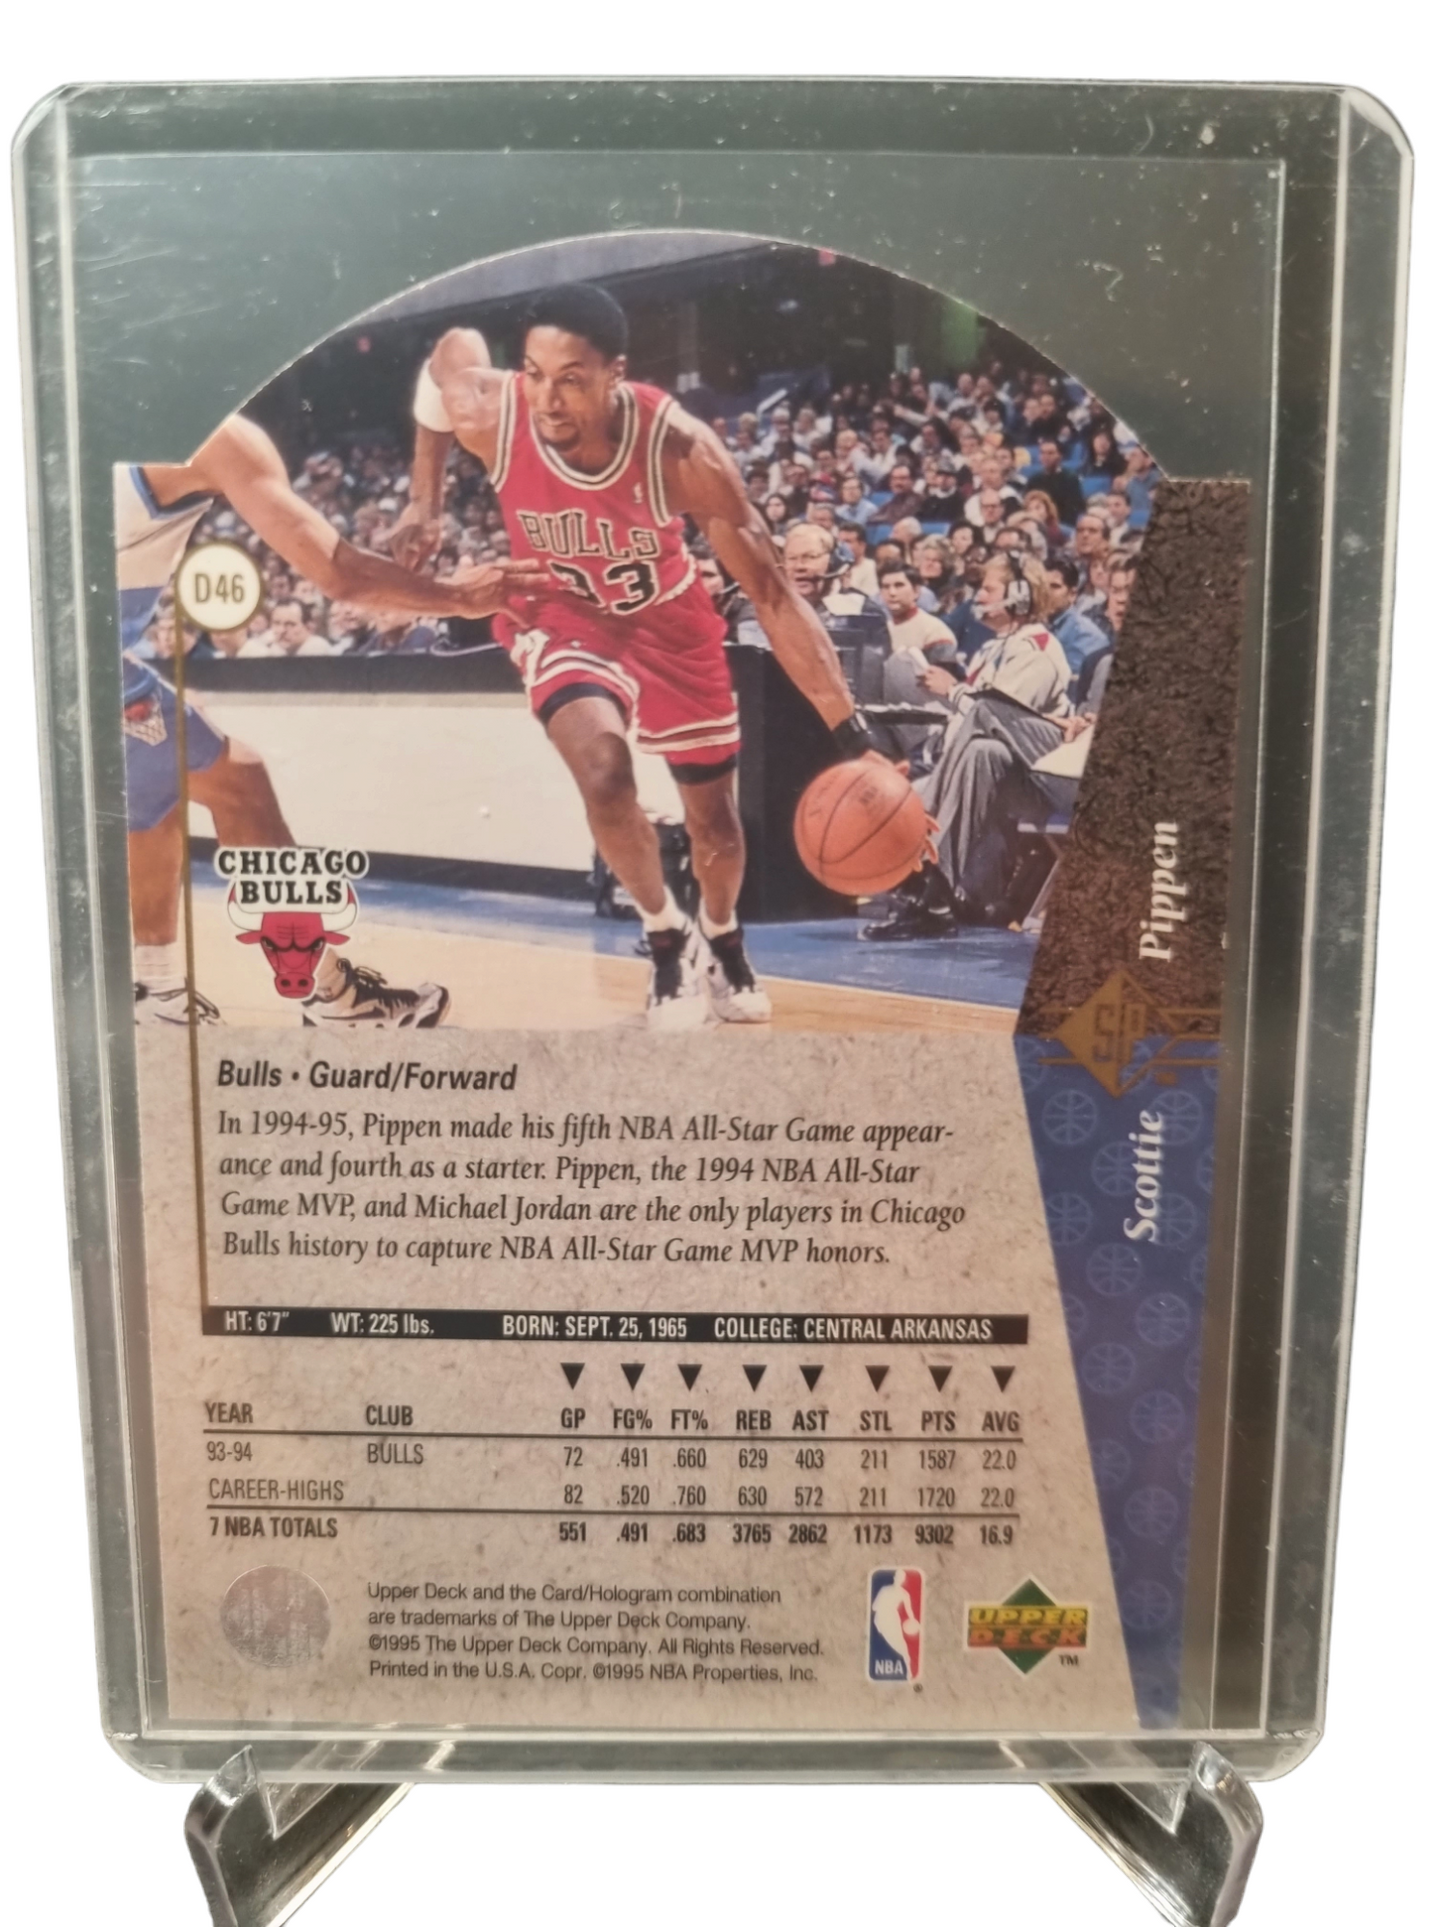 BULLS
33
D46
CHICAGO
BULLS
Scottie Pippen
SP
Bulls • Guard/Forward
In 1994-95, Pippen made his fifth NBA All-Star Game appear-
ance and fourth as a starter. Pippen, the 1994 NBA All-Star
Game MVP, and Michael Jordan are the only players in Chicago
Bulls history to capture NBA All-Star Game MVP honors.
HT: 6'7" WT: 225 lbs. BORN: SEPT. 25, 1965 COLLEGE: CENTRAL ARKANSAS
YEAR CLUB GP FG% FT% REB AST STL PTS AVG
93-94 BULLS 72 .491 .660 629 403 211 1587 22.0
CAREER-HIGHS 82 .520 .760 630 572 211 1720 22.0
7 NBA TOTALS 551 .491 .683 3765 2862 1173 9302 16.9
Upper Deck and the Card/Hologram combination
are trademarks of The Upper Deck Company.
©1995 The Upper Deck Company. All Rights Reserved.
Printed in the U.S.A. Copr. ©1995 NBA Properties, Inc.
NBA
®
UPPER
DECK
TM